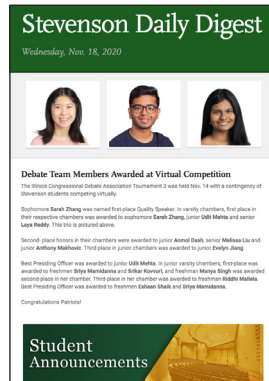 Stevenson Daily Digest
Wednesday, Nov. 18, 2020
Debate Team Members Awarded at Virtual Competition
The Illinois Congressional Debate Association Tournament 2 was held Nov. 14 with a contingency of
Stevenson students competing virtually.
Sophomore Sarah Zhang was named first-place Quality Speaker. In varsity chambers, first place in
their respective chambers was awarded to sophomore Sarah Zhang, junior Udit Mehta and senior
Laya Reddy. This trio is pictured above.
Second- place honors in their chambers were awarded to junior Anmol Dash, senior Melissa Liu and
junior Anthony Maklovic. Third-place in junior chambers was awarded to junior Evelyn Jiang.
Best Presiding Officer was awarded to junior Udit Mehta. In junior varsity chambers, first-place was
awarded to freshmen Sriya Mamidanna and Srikar Kovvuri, and freshman Manya Singh was awarded
second-place in her chamber. Third-place in her chamber was awarded to freshman Riddhi Mallela.
Best Presiding Officer was awarded to freshmen Eshaan Shaik and Sriya Mamidanna.
Congratulations Patriots!
Student
Announcements